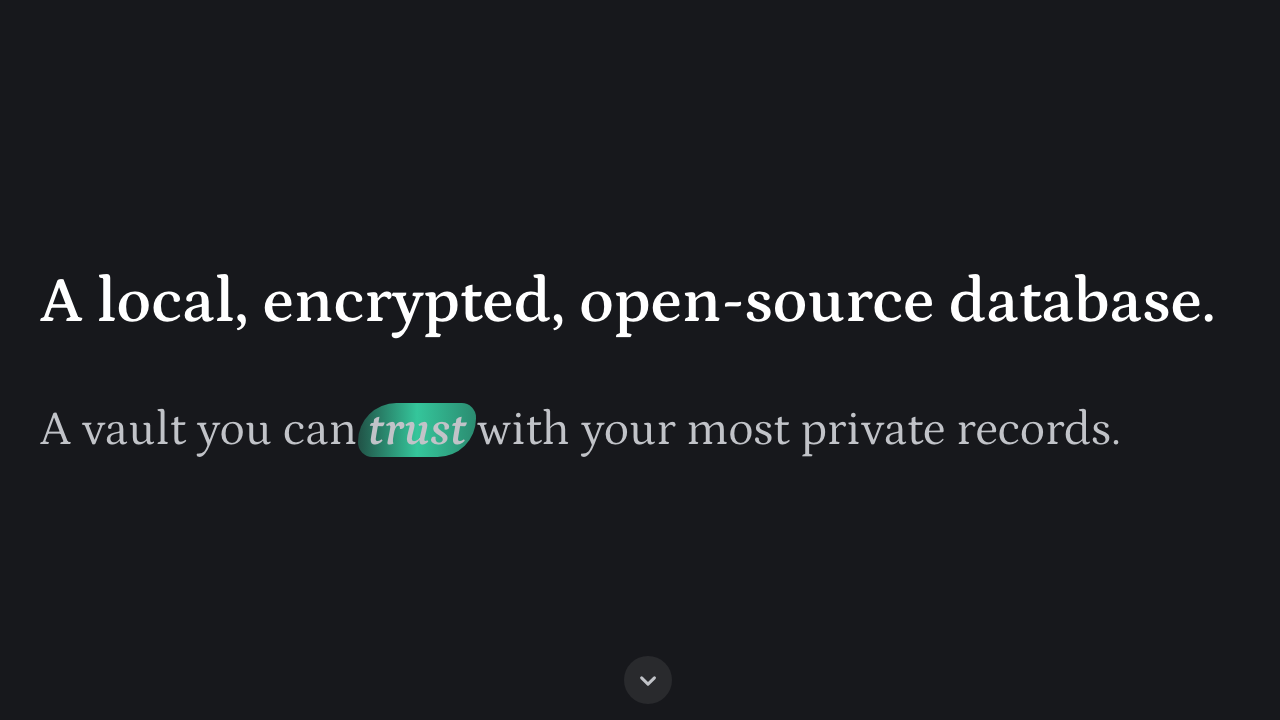 A local, encrypted, open-source database.
A vault you can trust with your most private records.